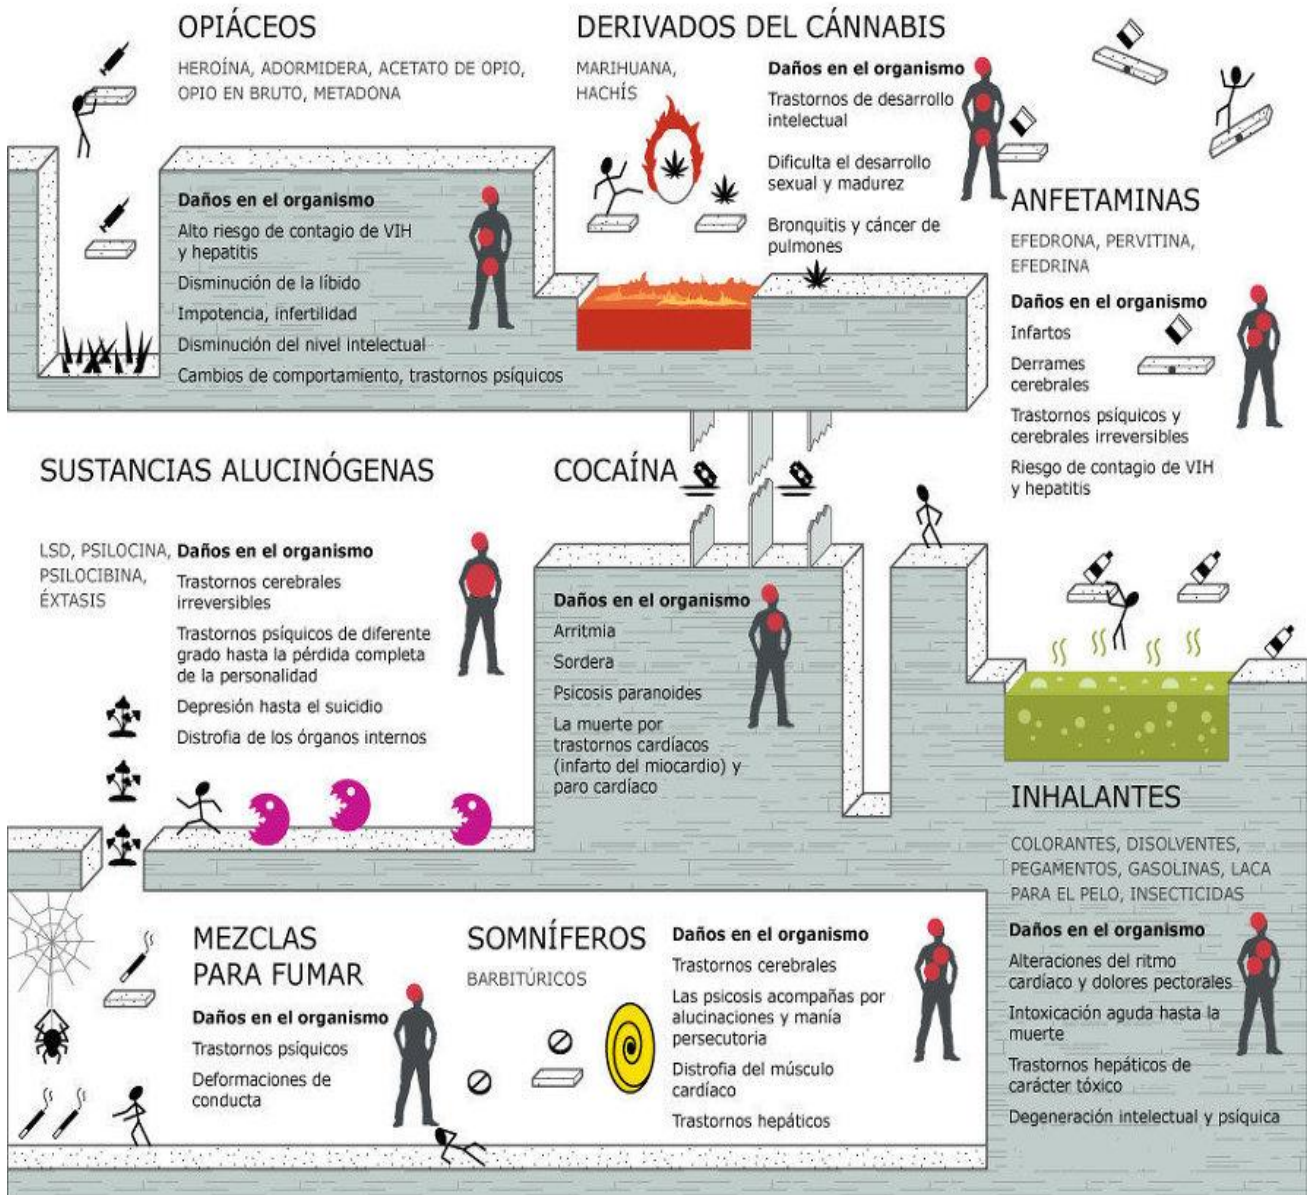 OPIÁCEOS
HEROÍNA, ADORMIDERA, ACETATO DE OPIO,
OPIO EN BRUTO, METADONA
Daños en el organismo
Alto riesgo de contagio de VIH
y hepatitis
Disminución de la líbido
Impotencia, infertilidad
Disminución del nivel intelectual
Cambios de comportamiento, trastornos psíquicos
DERIVADOS DEL CÁNNABIS
MARIHUANA,
HACHÍS
Daños en el organismo
Trastornos de desarrollo
intelectual
Dificulta el desarrollo
sexual y madurez
Bronquitis y cáncer de
pulmones
ANFETAMINAS
EFEDRONA, PERVITINA,
EFEDRINA
Daños en el organismo
Infartos
Derrames
cerebrales
Trastornos psíquicos y
cerebrales irreversibles
Riesgo de contagio de VIH
y hepatitis
SUSTANCIAS ALUCINÓGENAS
LSD, PSILOCINA,
PSILOCIBINA,
ÉXTASIS
Daños en el organismo
Trastornos cerebrales
irreversibles
Trastornos psíquicos de diferente
grado hasta la pérdida completa
de la personalidad
Depresión hasta el suicidio
Distrofia de los órganos internos
COCAÍNA
Daños en el organismo
Arritmia
Sordera
Psicosis paranoides
La muerte por
trastornos cardíacos
(infarto del miocardio) y
paro cardíaco
INHALANTES
COLORANTES, DISOLVENTES,
PEGAMENTOS, GASOLINAS, LACA
PARA EL PELO, INSECTICIDAS
Daños en el organismo
Alteraciones del ritmo
cardíaco y dolores pectorales
Intoxicación aguda hasta la
muerte
Trastornos hepáticos de
carácter tóxico
Degeneración intelectual y psíquica
MEZCLAS
PARA FUMAR
Daños en el organismo
Trastornos psíquicos
Deformaciones de
conducta
SOMNÍFEROS
BARBITÚRICOS
Daños en el organismo
Trastornos cerebrales
Las psicosis acompañas por
alucinaciones y manía
persecutoria
Distrofia del músculo
cardíaco
Trastornos hepáticos